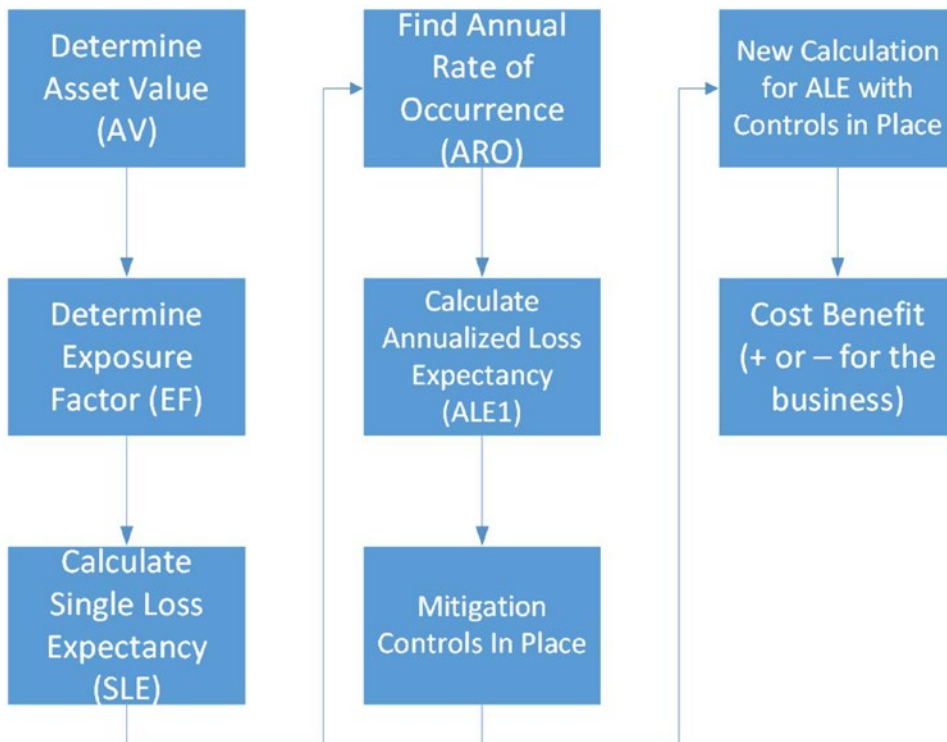 Determine
Asset Value
(AV)
Determine
Exposure
Factor (EF)
Calculate
Single Loss
Expectancy
(SLE)
Find Annual
Rate of
Occurrence
(ARO)
Calculate
Annualized Loss
Expectancy
(ALE1)
Mitigation
Controls In Place
New Calculation
for ALE with
Controls in Place
Cost Benefit
(+ or – for the
business)